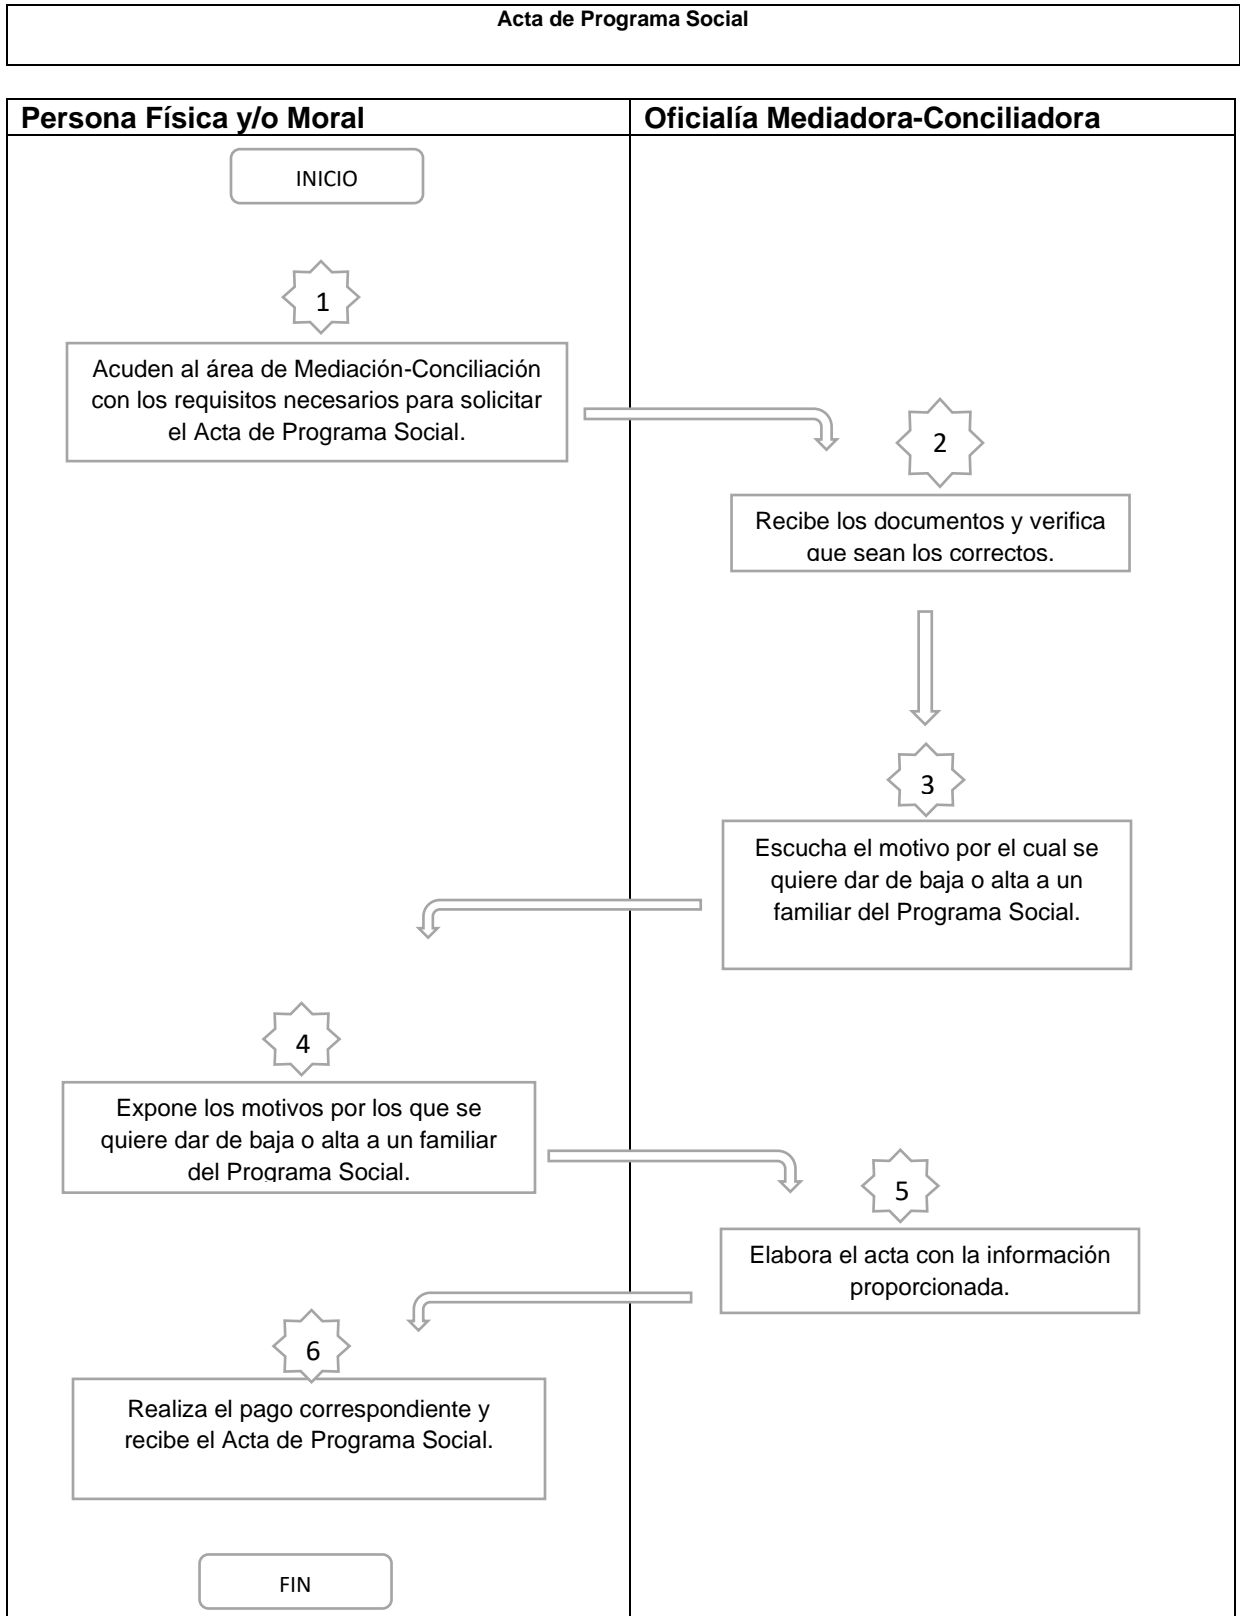 Acta de Programa Social
Persona Física y/o Moral
Oficialía Mediadora-Conciliadora
INICIO
1
Acuden al área de Mediación-Conciliación
con los requisitos necesarios para solicitar
el Acta de Programa Social.
2
Recibe los documentos y verifica
que sean los correctos.
3
Escucha el motivo por el cual se
quiere dar de baja o alta a un
familiar del Programa Social.
4
Expone los motivos por los que se
quiere dar de baja o alta a un familiar
del Programa Social.
5
Elabora el acta con la información
proporcionada.
6
Realiza el pago correspondiente y
recibe el Acta de Programa Social.
FIN